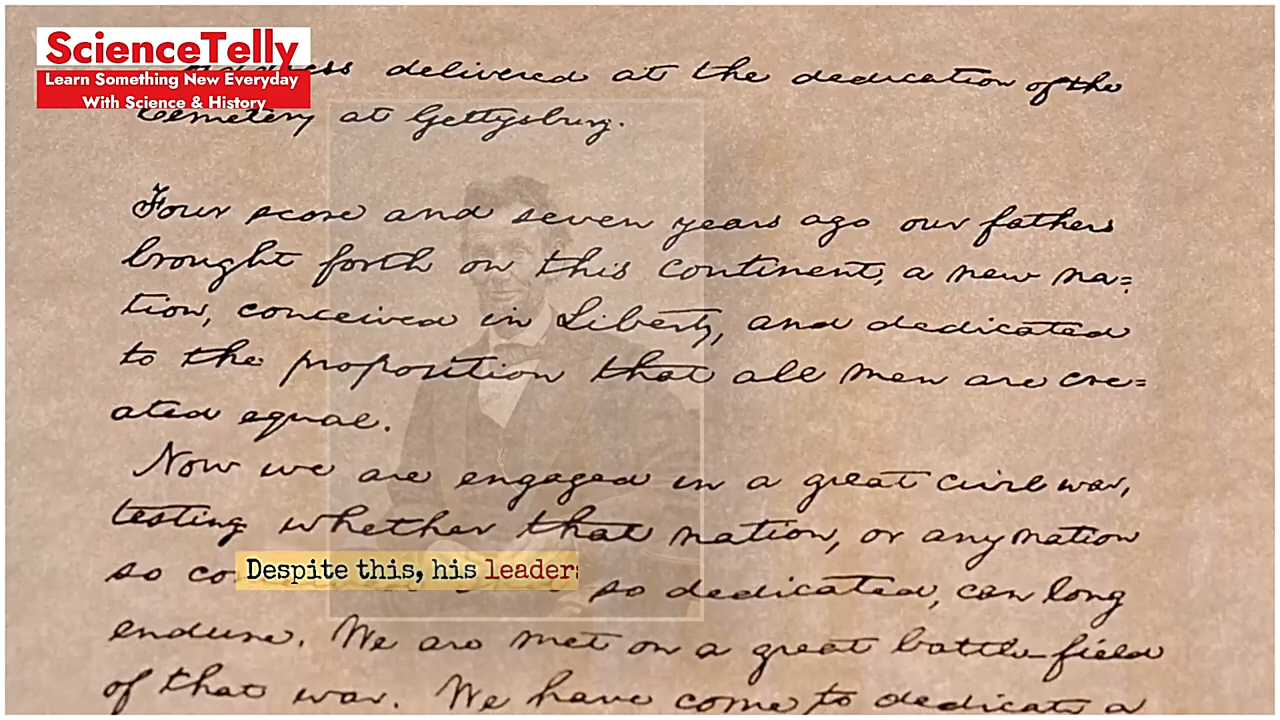 ScienceTelly
Learn Something New Everyday
With Science & History
delivered at the dedication of the
Cemetery at Gettysburg.
Four score and seven years ago our fathers
brought forth on this continent, a new na=
tion, conceived in Liberty, and dedicated
to the proposition that all men are cre=
ated equal.
Now we are engaged in a great civil war,
testing whether that nation, or any nation
so co
Despite this, his leaders
so dedicated, can long
endure. We are met on a great battle-field
of that war. We have come to dedicate a